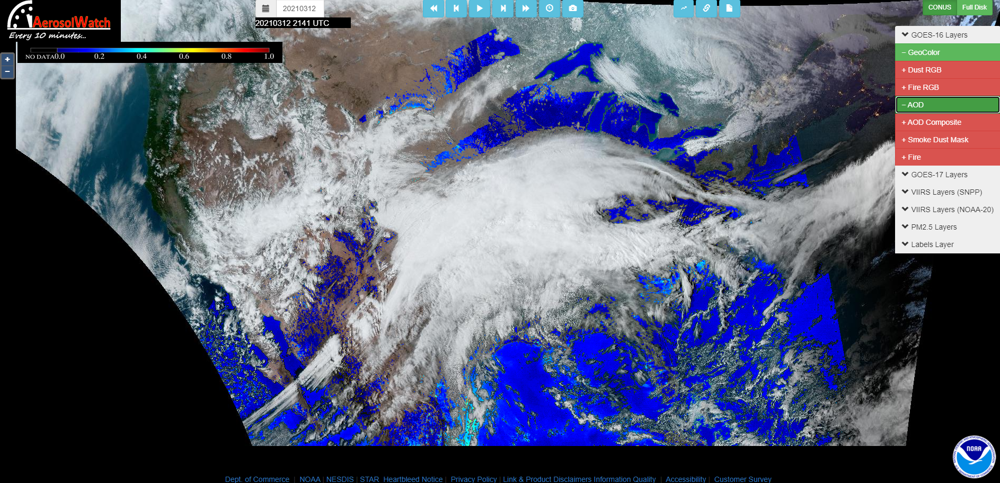 20210312
CONUS Full Disk
AerosolWatch
Every 10 minutes...
20210312 2141 UTC
NO DATA 0.0 0.2 0.4 0.6 0.8 1.0
+
−
GOES-16 Layers
− GeoColor
+ Dust RGB
+ Fire RGB
− AOD
+ AOD Composite
+ Smoke Dust Mask
+ Fire
GOES-17 Layers
VIIRS Layers (SNPP)
VIIRS Layers (NOAA-20)
PM2.5 Layers
Labels Layer
NOAA
Dept. of Commerce | NOAA | NESDIS | STAR Heartbleed Notice | Privacy Policy | Link & Product Disclaimers Information Quality | Accessibility | Customer Survey